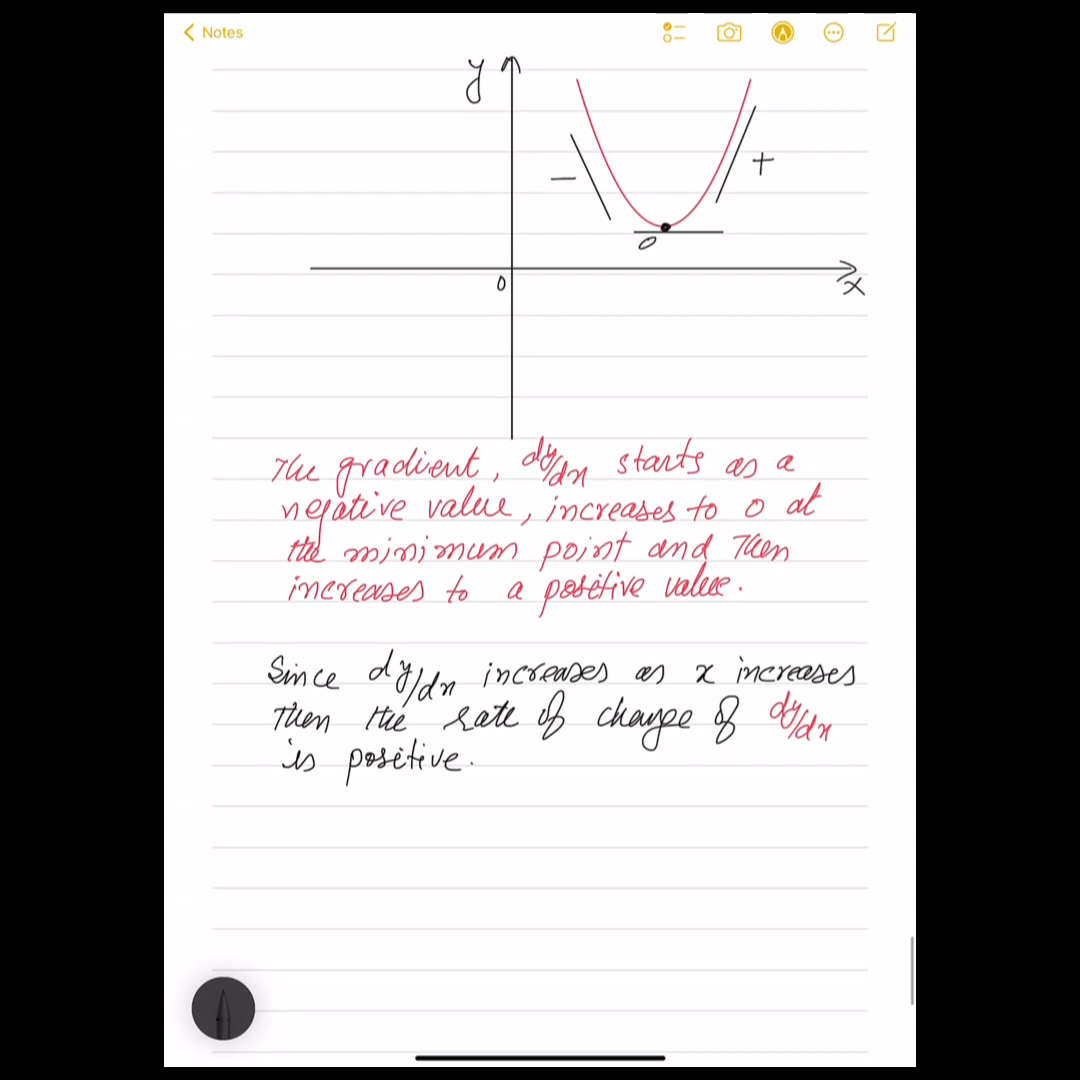 Notes
y
+
−
0
0
x
The gradient, dy/dx starts as a
negative value, increases to 0 at
the minimum point and then
increases to a positive value.
Since dy/dx increases as x increases
then the rate of change of dy/dx
is positive.